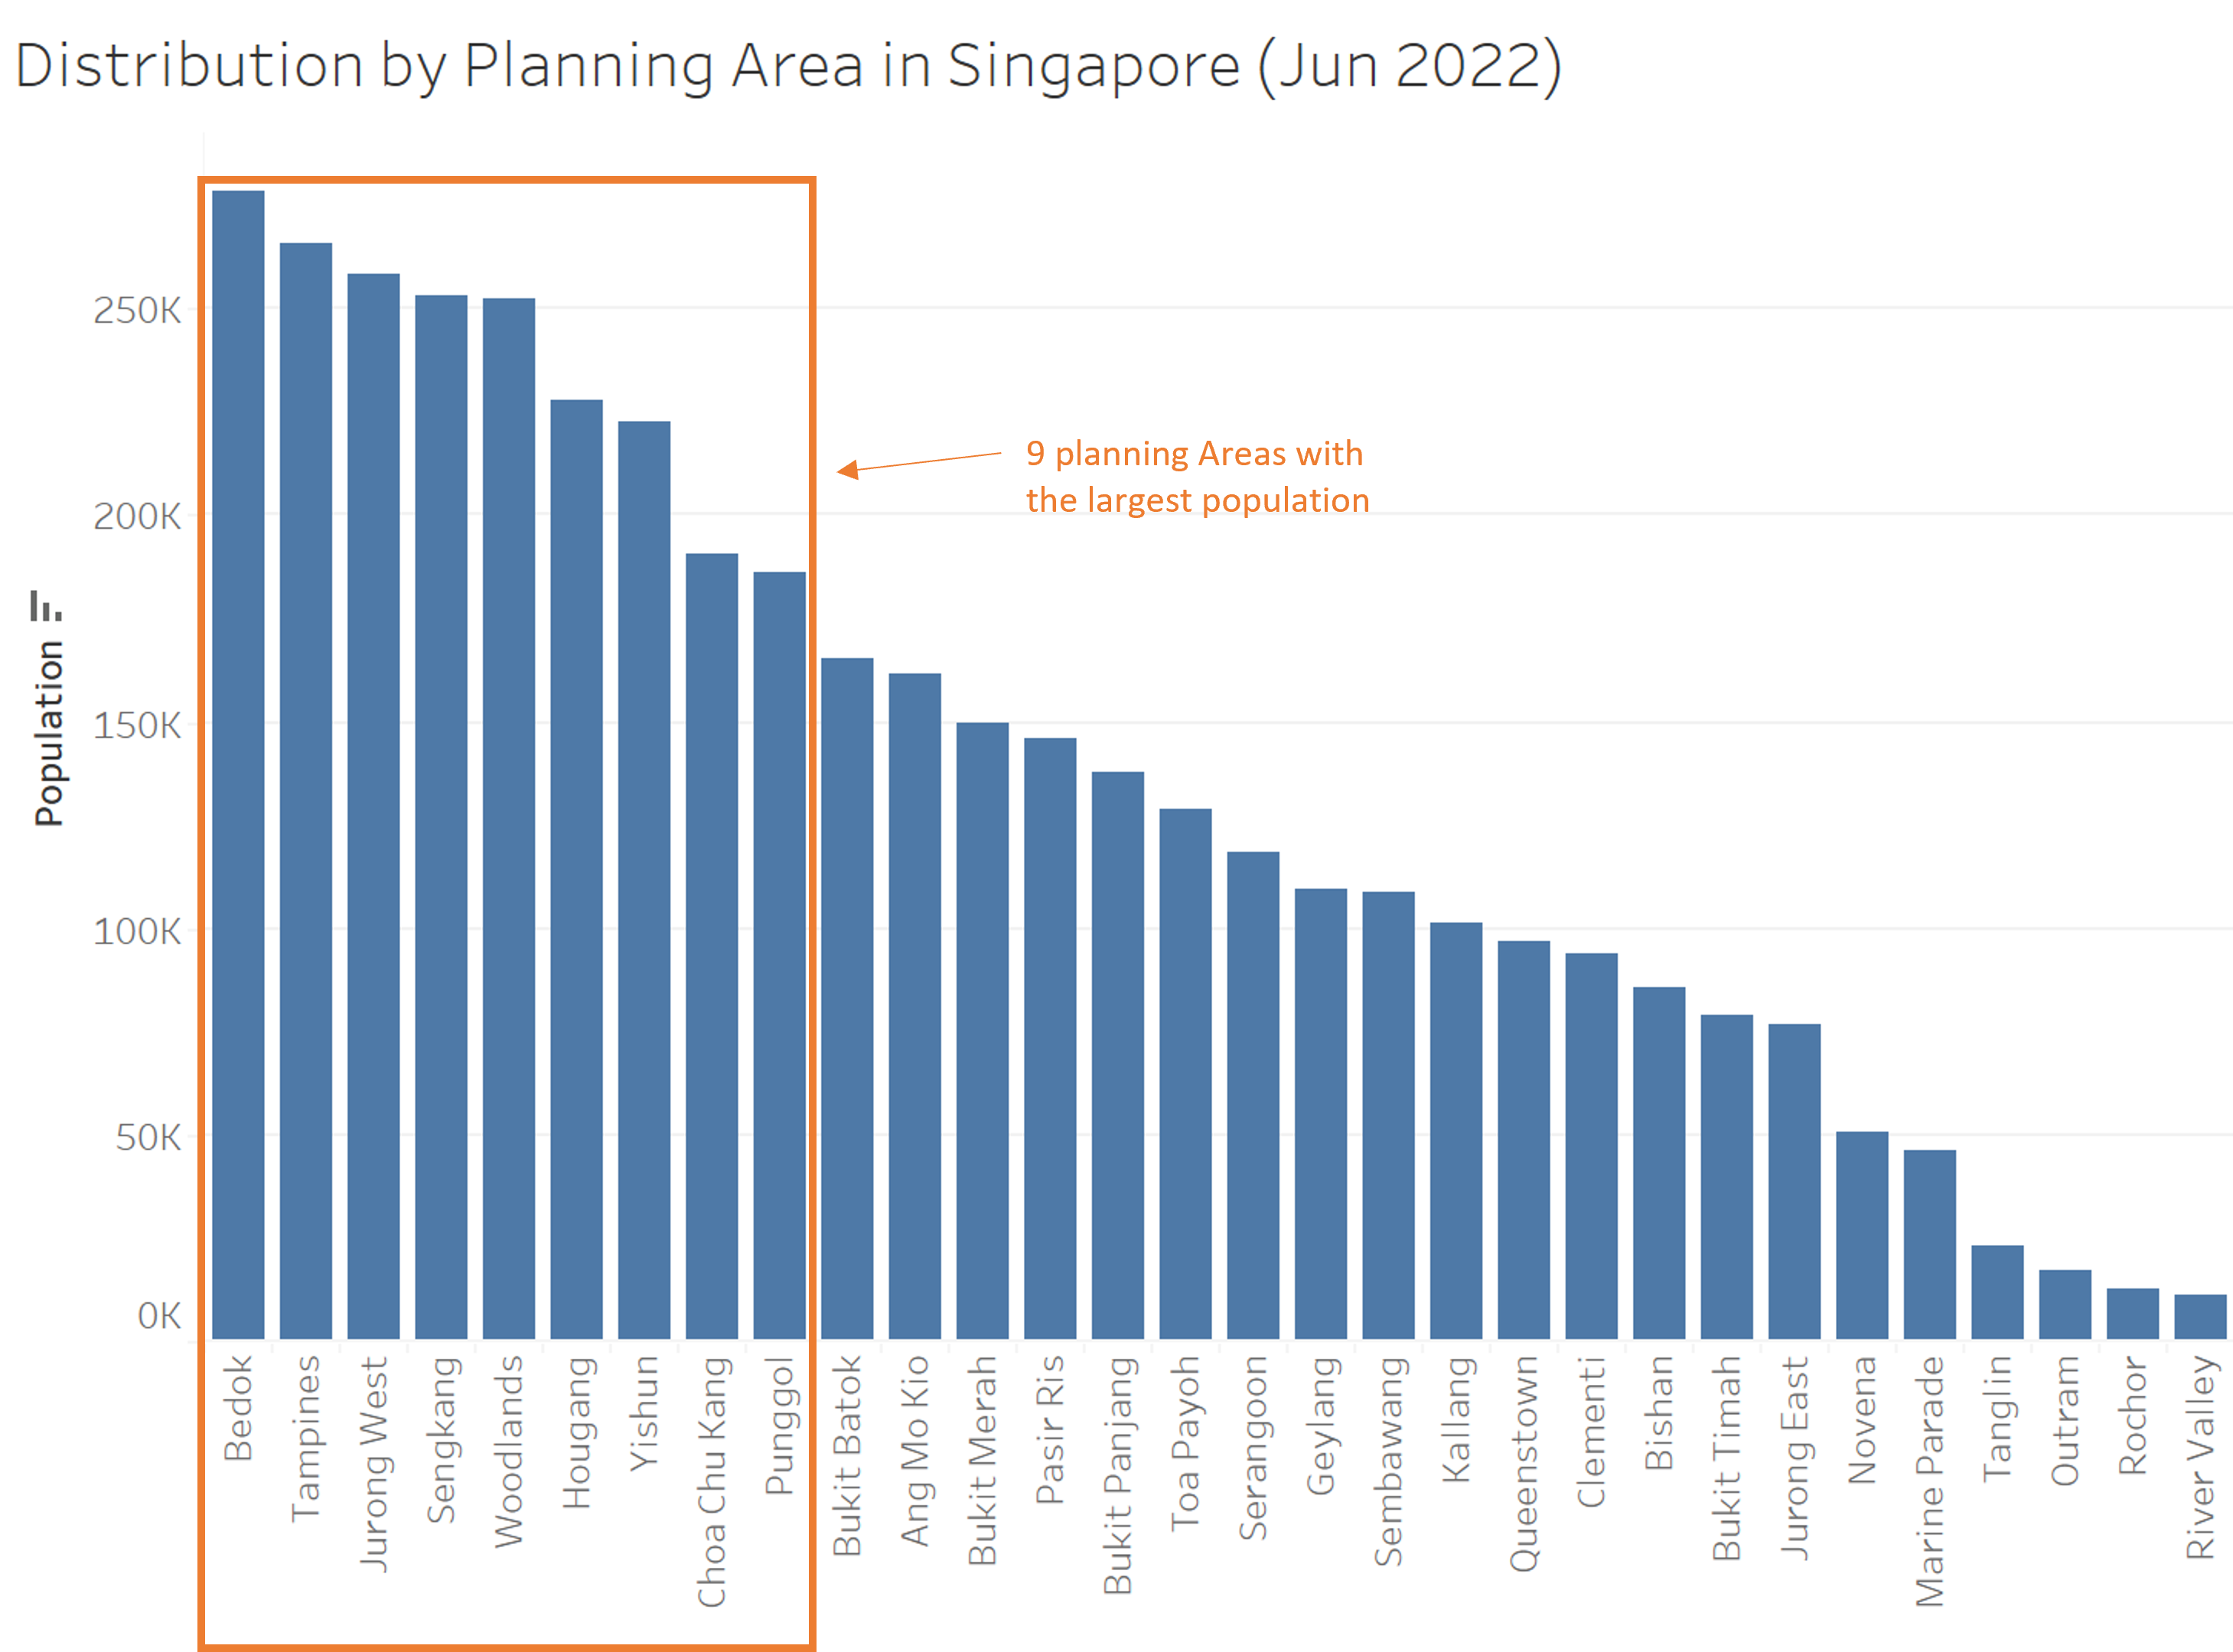 Distribution by Planning Area in Singapore (Jun 2022)
Population
250K
200K
150K
100K
50K
0K
9 planning Areas with
the largest population
Bedok
Tampines
Jurong West
Sengkang
Woodlands
Hougang
Yishun
Choa Chu Kang
Punggol
Bukit Batok
Ang Mo Kio
Bukit Merah
Pasir Ris
Bukit Panjang
Toa Payoh
Serangoon
Geylang
Sembawang
Kallang
Queenstown
Clementi
Bishan
Bukit Timah
Jurong East
Novena
Marine Parade
Tanglin
Outram
Rochor
River Valley